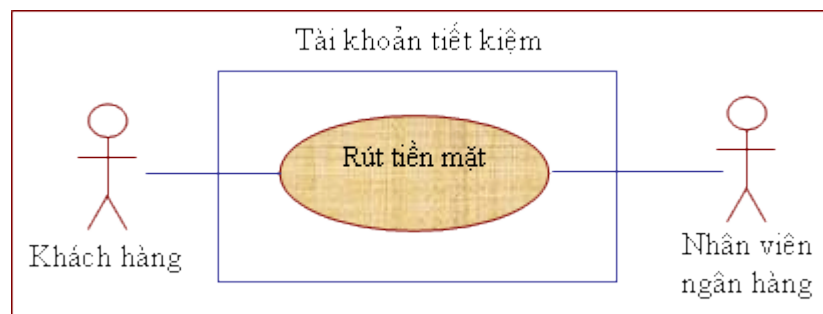 Tài khoản tiết kiệm
Rút tiền mặt
Khách hàng
Nhân viên
ngân hàng